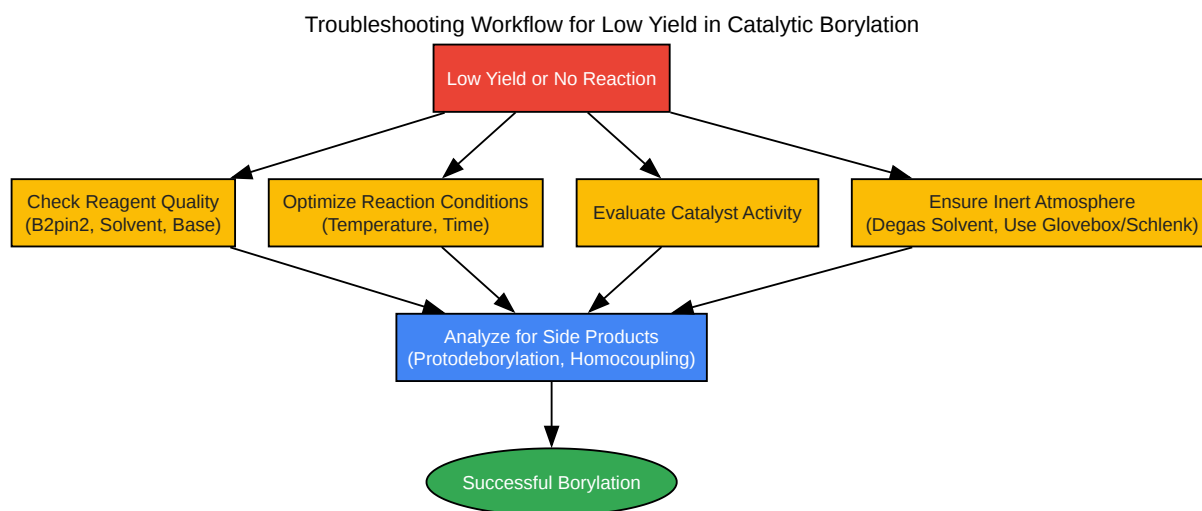 Troubleshooting Workflow for Low Yield in Catalytic Borylation
Low Yield or No Reaction
Check Reagent Quality
(B2pin2, Solvent, Base)
Optimize Reaction Conditions
(Temperature, Time)
Evaluate Catalyst Activity
Ensure Inert Atmosphere
(Degas Solvent, Use Glovebox/Schlenk)
Analyze for Side Products
(Protodeborylation, Homocoupling)
Successful Borylation